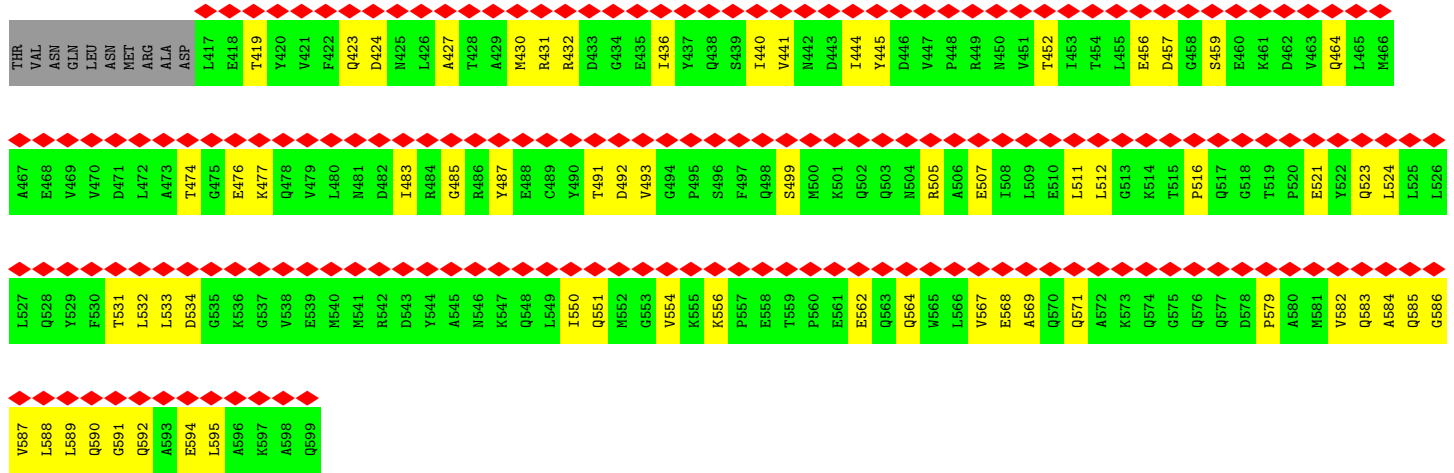 THR VAL ASN GLN LEU ASN MET ARG ALA ASP L417 E418 T419 Y420 V421 F422 Q423 D424 N425 L426 A427 T428 A429 M430 R431 R432 D433 G434 E435 I436 Y437 Q438 S439 I440 V441 N442 D443 I444 Y445 D446 V447 P448 R449 N450 V451 T452 I453 T454 L455 E456 D457 G458 S459 E460 K461 D462 V463 Q464 L465 M466
A467 E468 V469 V470 D471 L472 A473 T474 G475 E476 K477 Q478 V479 L480 N481 D482 I483 R484 G485 R486 Y487 E488 C489 Y490 T491 D492 V493 G494 P495 S496 F497 Q498 S499 M500 K501 Q502 Q503 N504 R505 A506 E507 I508 L509 E510 L511 L512 G513 K514 T515 P516 Q517 G518 T519 P520 E521 Y522 Q523 L524 L525 L526
L527 Q528 Y529 F530 T531 L532 L533 D534 G535 K536 G537 V538 E539 M540 M541 R542 D543 Y544 A545 N546 K547 Q548 L549 I550 Q551 M552 G553 V554 K555 K556 P557 E558 T559 P560 E561 E562 Q563 Q564 W565 L566 V567 E568 A569 Q570 Q571 A572 K573 Q574 G575 Q576 Q577 D578 P579 A580 M581 V582 Q583 A584 Q585 G586
V587 L588 L589 Q590 G591 Q592 A593 E594 L595 A596 K597 A598 Q599